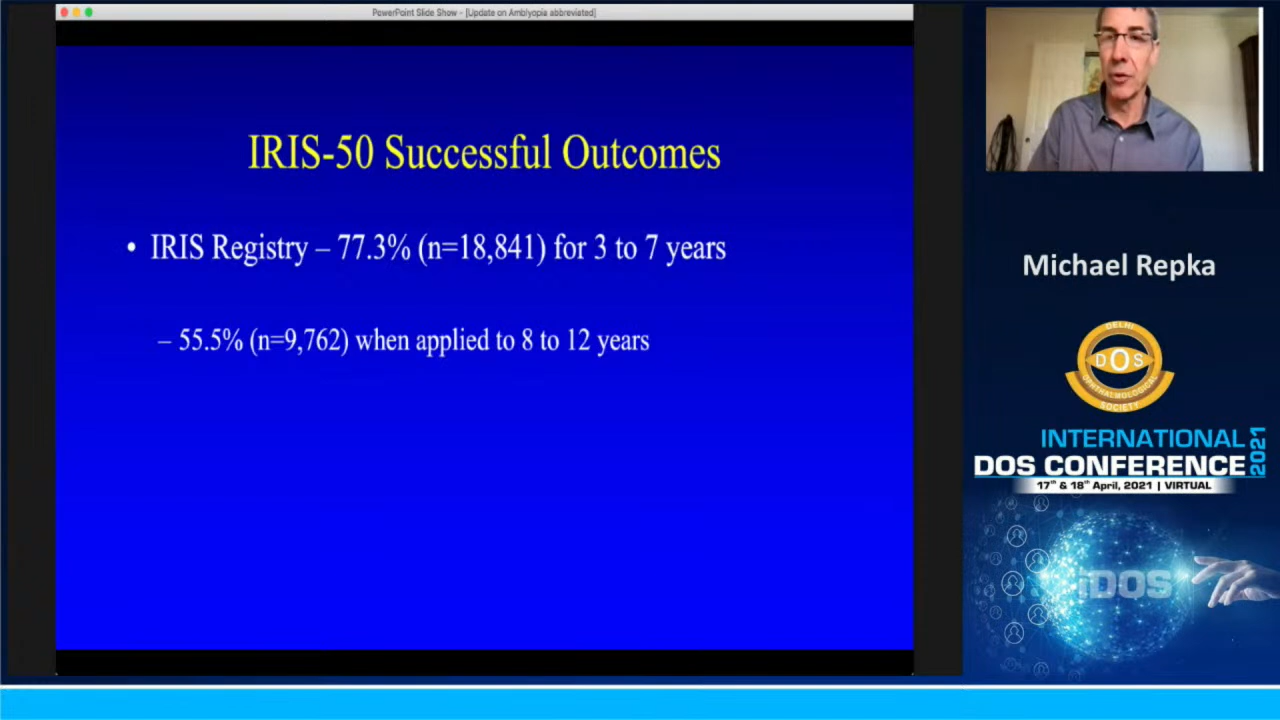 PowerPoint Slide Show - [Update on Amblyopia abbreviated]
IRIS-50 Successful Outcomes
• IRIS Registry – 77.3% (n=18,841) for 3 to 7 years
– 55.5% (n=9,762) when applied to 8 to 12 years
Michael Repka
DELHI
DOS
OPHTHALMOLOGICAL
SOCIETY
INTERNATIONAL
DOS CONFERENCE
2021
17th & 18th April, 2021 | VIRTUAL
iDOS